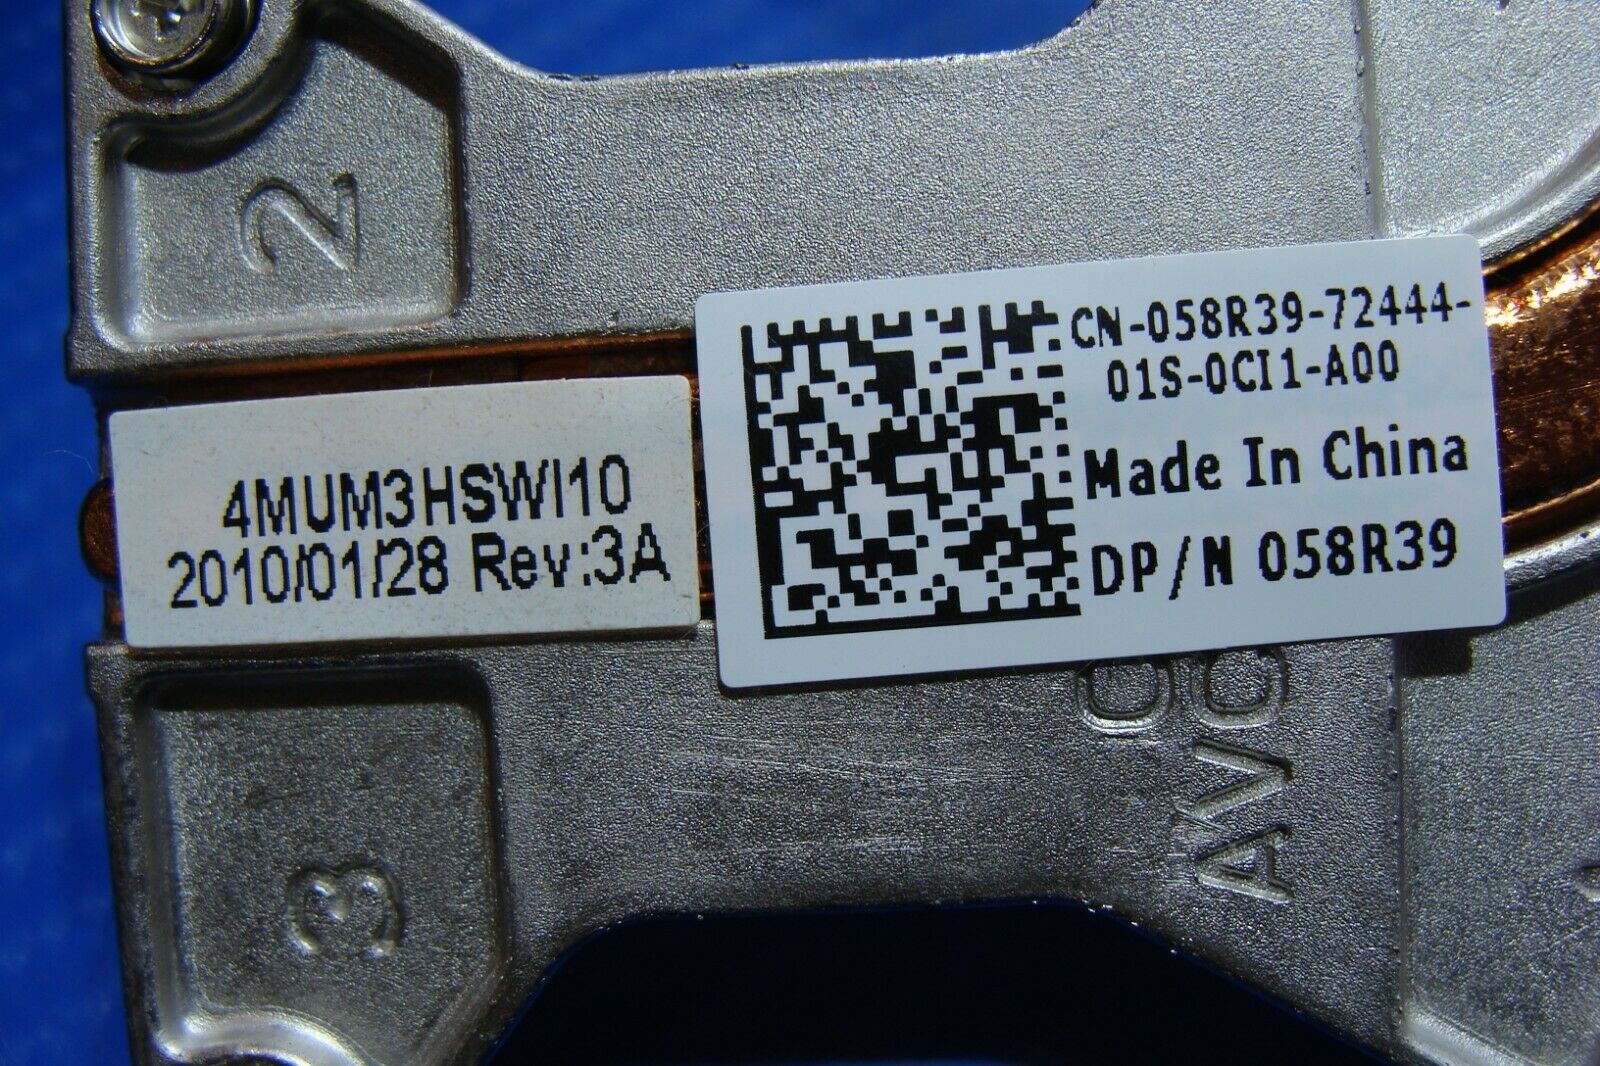 2
CN-058R39-72444-
01S-0CI1-A00
Made In China
DP/N 058R39
4MUM3HSWI10
2010/01/28 Rev:3A
AVC
3